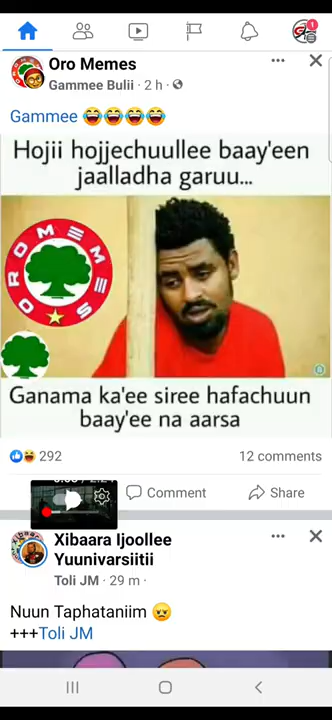 Oro Memes
Gammee Bulii · 2 h ·
Gammee 😂😂😂😂
Hojii hojjechuullee baay'een
jaalladha garuu...
OROMEMES
Ganama ka'ee siree hafachuun
baay'ee na aarsa
292
12 comments
Comment
Share
Xibaara Ijoollee
Yuunivarsiitii
Toli JM · 29 m ·
Nuun Taphataniim 😠
+++Toli JM